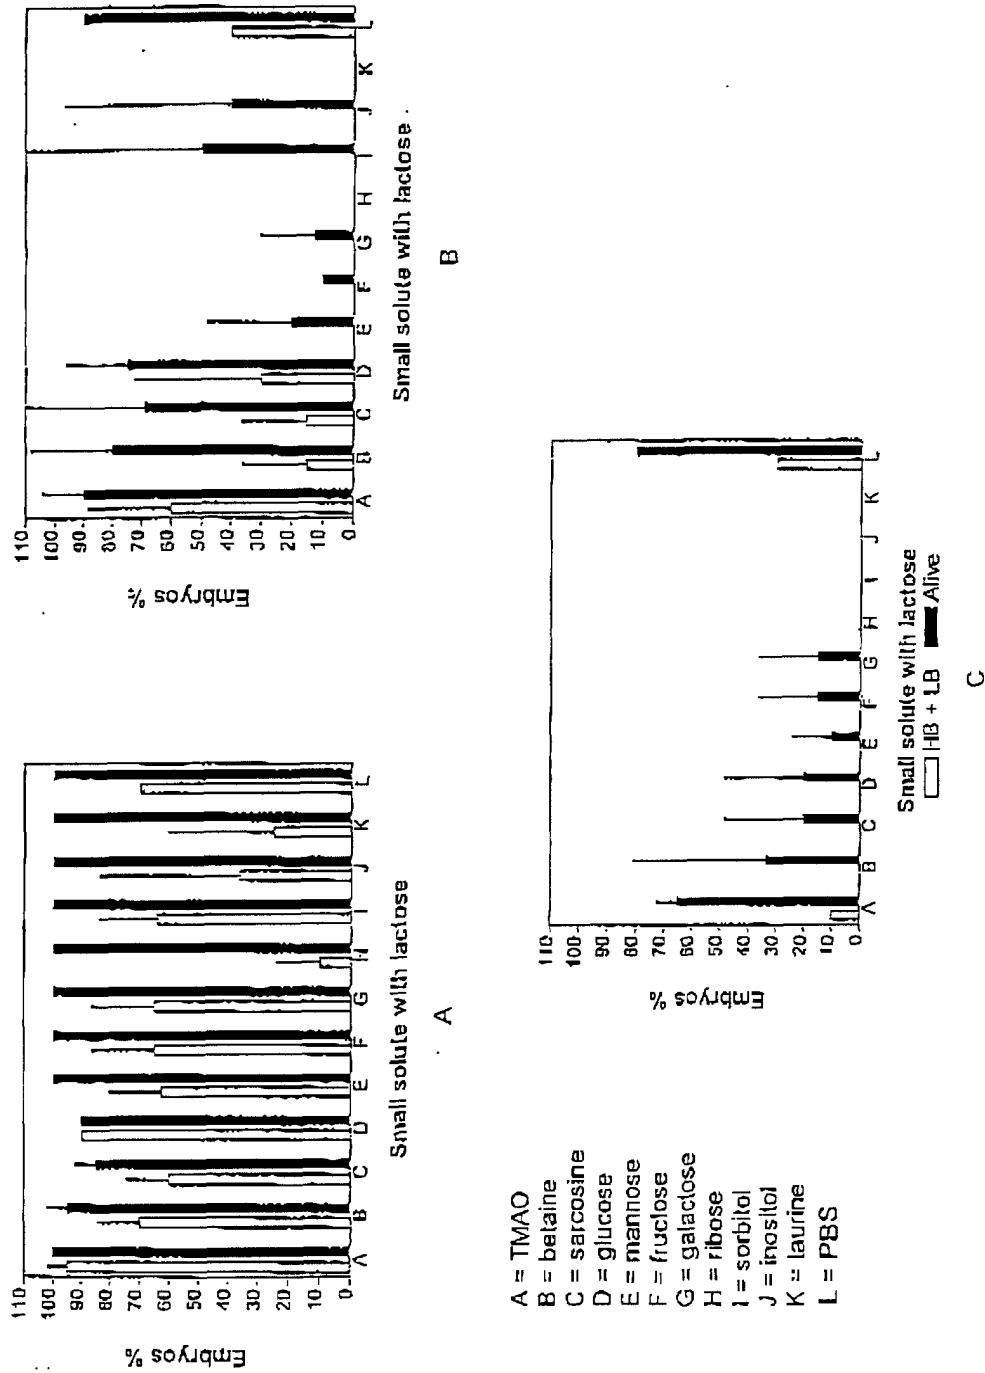 Embryos %
110
100
90
80
70
60
50
40
30
20
10
0
A B C D E F G H I J K L
Small solute with lactose
A
Embryos %
110
100
90
80
70
60
50
40
30
20
10
0
A B C D E F G H I J K L
Small solute with lactose
B
A = TMAO
B = betaine
C = sarcosine
D = glucose
E = mannose
F = fructose
G = galactose
H = ribose
I = sorbitol
J = inositol
K = taurine
L = PBS
Embryos %
110
100
90
80
70
60
50
40
30
20
10
0
A B C D E F G H I J K L
Small solute with lactose
HB + LB Alive
C